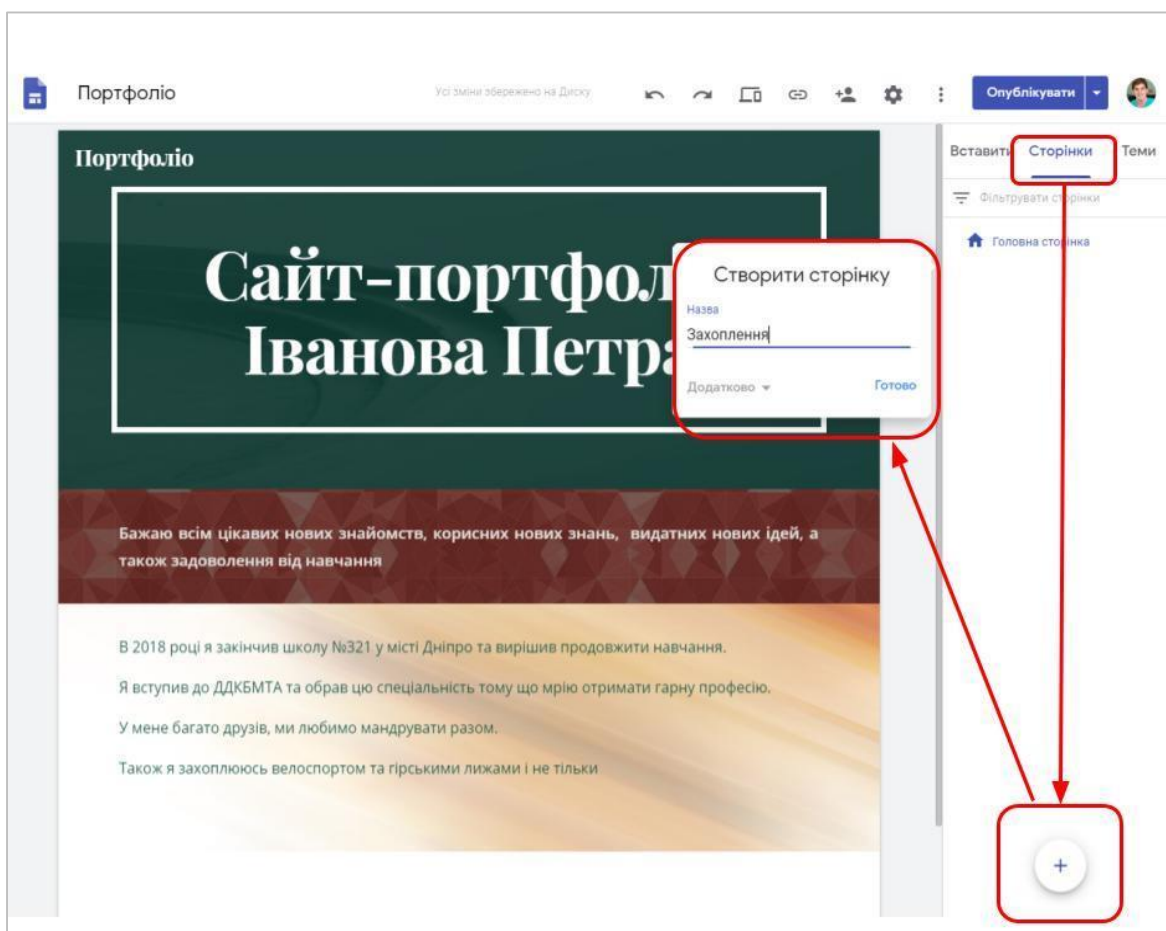 Портфоліо
Усі зміни збережено на Диску
Опублікувати
Портфоліо
Вставити Сторінки Теми
Фільтрувати сторінки
Головна сторінка
Сайт-портфол
Іванова Петра
Створити сторінку
Назва
Захоплення
Додатково
Готово
Бажаю всім цікавих нових знайомств, корисних нових знань, видатних нових ідей, а
також задоволення від навчання
В 2018 році я закінчив школу №321 у місті Дніпро та вирішив продовжити навчання.
Я вступив до ДДКБМТА та обрав цю спеціальність тому що мрію отримати гарну професію.
У мене багато друзів, ми любимо мандрувати разом.
Також я захоплююсь велоспортом та гірськими лижами і не тільки